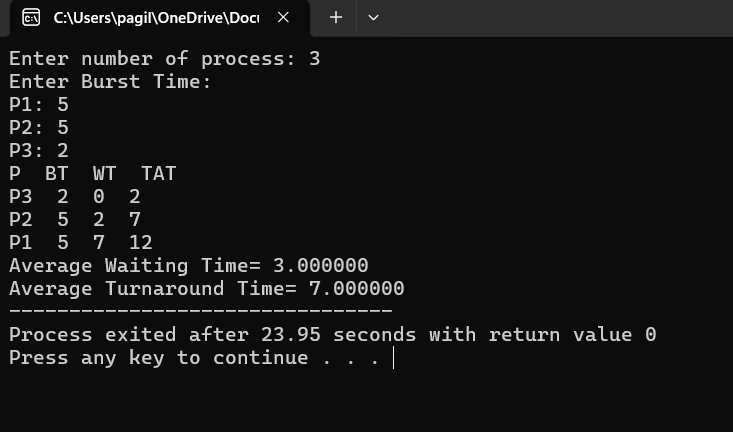 C:\Users\pagil\OneDrive\Docu
Enter number of process: 3
Enter Burst Time:
P1: 5
P2: 5
P3: 2
P  BT  WT  TAT
P3  2  0  2
P2  5  2  7
P1  5  7  12
Average Waiting Time= 3.000000
Average Turnaround Time= 7.000000
--------------------------------
Process exited after 23.95 seconds with return value 0
Press any key to continue . . .